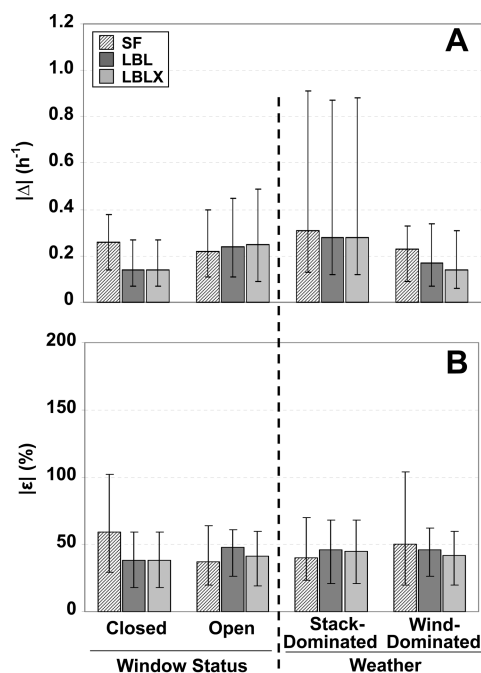 A
SF
LBL
LBLX
1.2
1.0
0.8
0.6
0.4
0.2
0
|Δ| (h⁻¹)
B
200
150
100
50
0
|ε| (%)
Closed
Open
Stack-
Dominated
Wind-
Dominated
Window Status
Weather